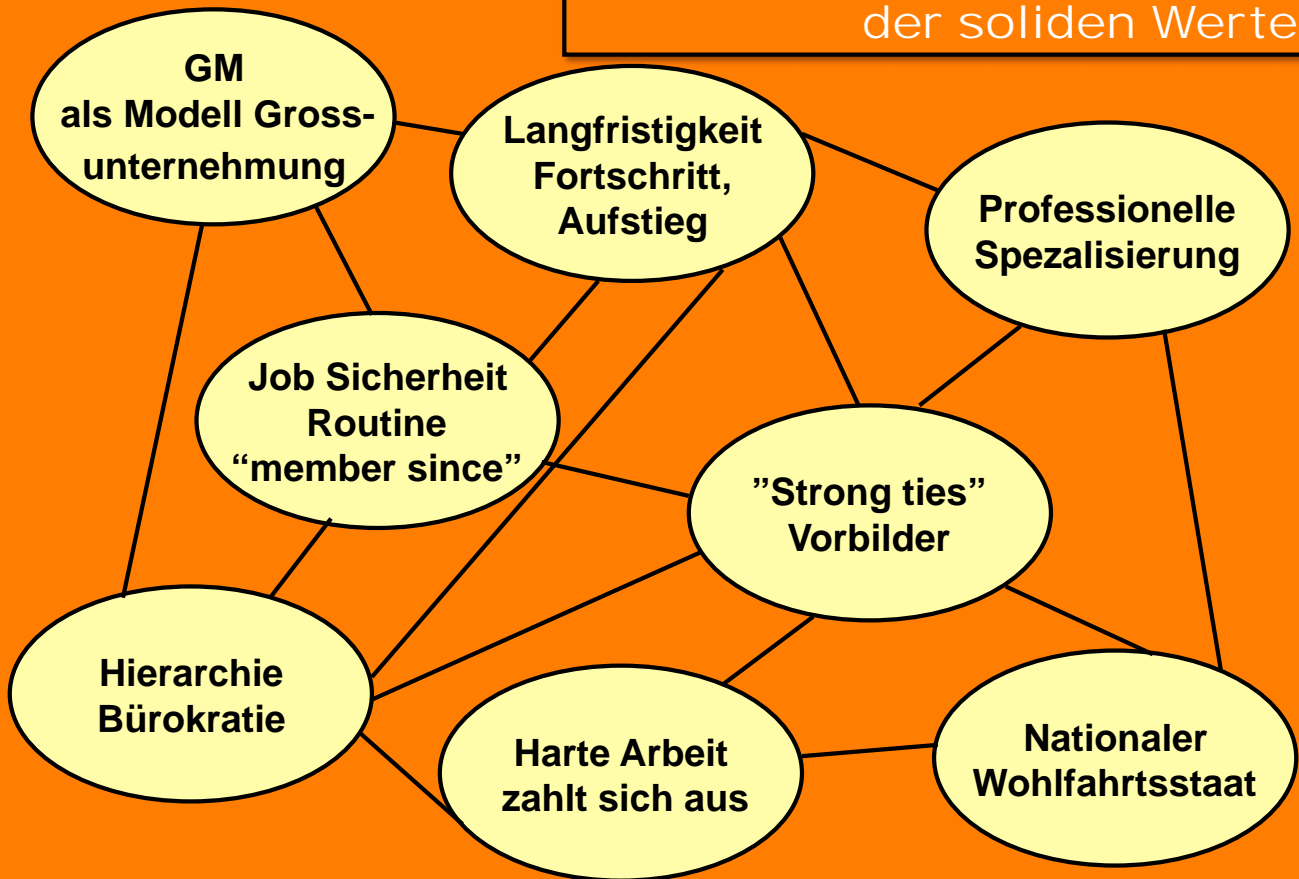 der soliden Werte
GM
als Modell Gross-
unternehmung
Langfristigkeit
Fortschritt,
Aufstieg
Professionelle
Spezalisierung
Job Sicherheit
Routine
“member since”
”Strong ties”
Vorbilder
Hierarchie
Bürokratie
Harte Arbeit
zahlt sich aus
Nationaler
Wohlfahrtsstaat